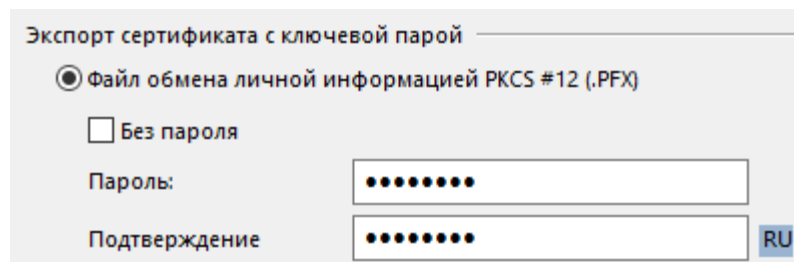 Экспорт сертификата с ключевой парой
Файл обмена личной информацией PKCS #12 (.PFX)
Без пароля
Пароль: ••••••••
Подтверждение •••••••• RU